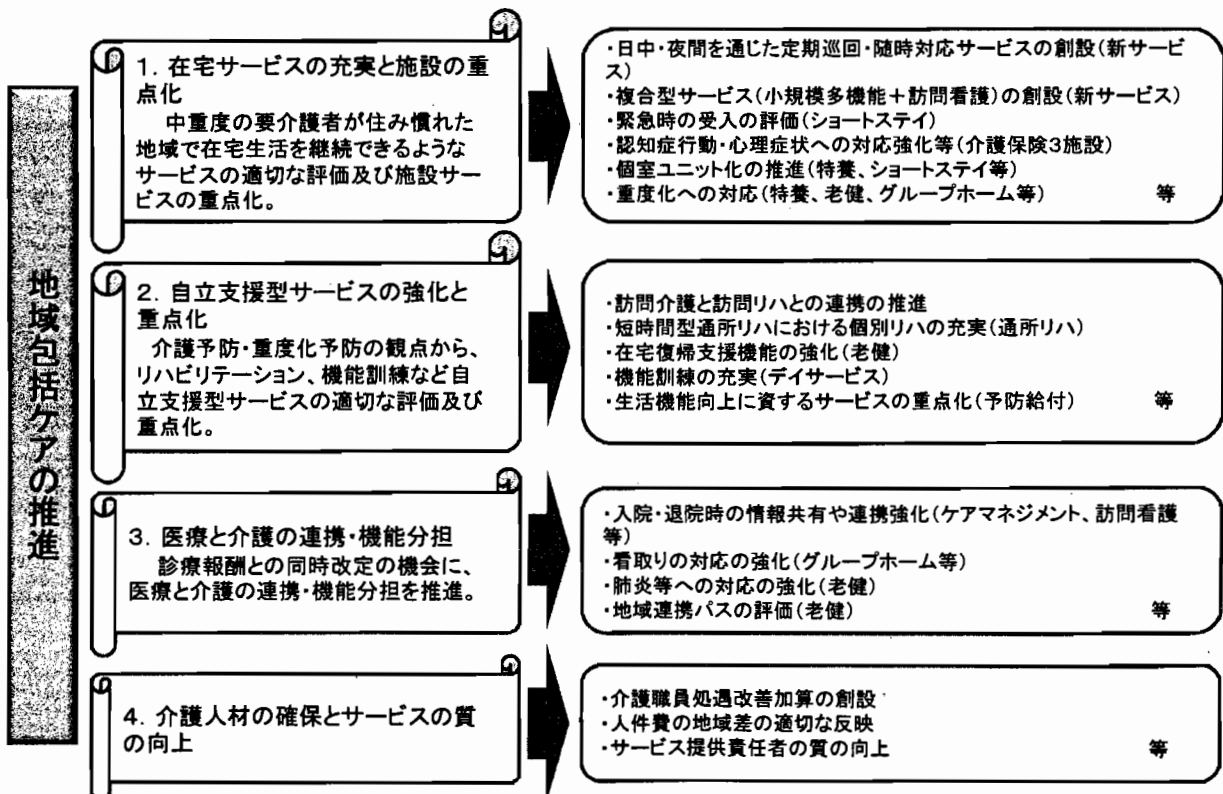 地域包括ケアの推進
1. 在宅サービスの充実と施設の重
点化
中重度の要介護者が住み慣れた
地域で在宅生活を継続できるような
サービスの適切な評価及び施設サー
ビスの重点化。
・日中・夜間を通じた定期巡回・随時対応サービスの創設(新サービ
ス)
・複合型サービス(小規模多機能+訪問看護)の創設(新サービス)
・緊急時の受入の評価(ショートステイ)
・認知症行動・心理症状への対応強化等(介護保険3施設)
・個室ユニット化の推進(特養、ショートステイ等)
・重度化への対応(特養、老健、グループホーム等) 等
2. 自立支援型サービスの強化と
重点化
介護予防・重度化予防の観点から、
リハビリテーション、機能訓練など自
立支援型サービスの適切な評価及び
重点化。
・訪問介護と訪問リハとの連携の推進
・短時間型通所リハにおける個別リハの充実(通所リハ)
・在宅復帰支援機能の強化(老健)
・機能訓練の充実(デイサービス)
・生活機能向上に資するサービスの重点化(予防給付) 等
3. 医療と介護の連携・機能分担
診療報酬との同時改定の機会に、
医療と介護の連携・機能分担を推進。
・入院・退院時の情報共有や連携強化(ケアマネジメント、訪問看護
等)
・看取りの対応の強化(グループホーム等)
・肺炎等への対応の強化(老健)
・地域連携パスの評価(老健) 等
4. 介護人材の確保とサービスの質
の向上
・介護職員処遇改善加算の創設
・人件費の地域差の適切な反映
・サービス提供責任者の質の向上 等